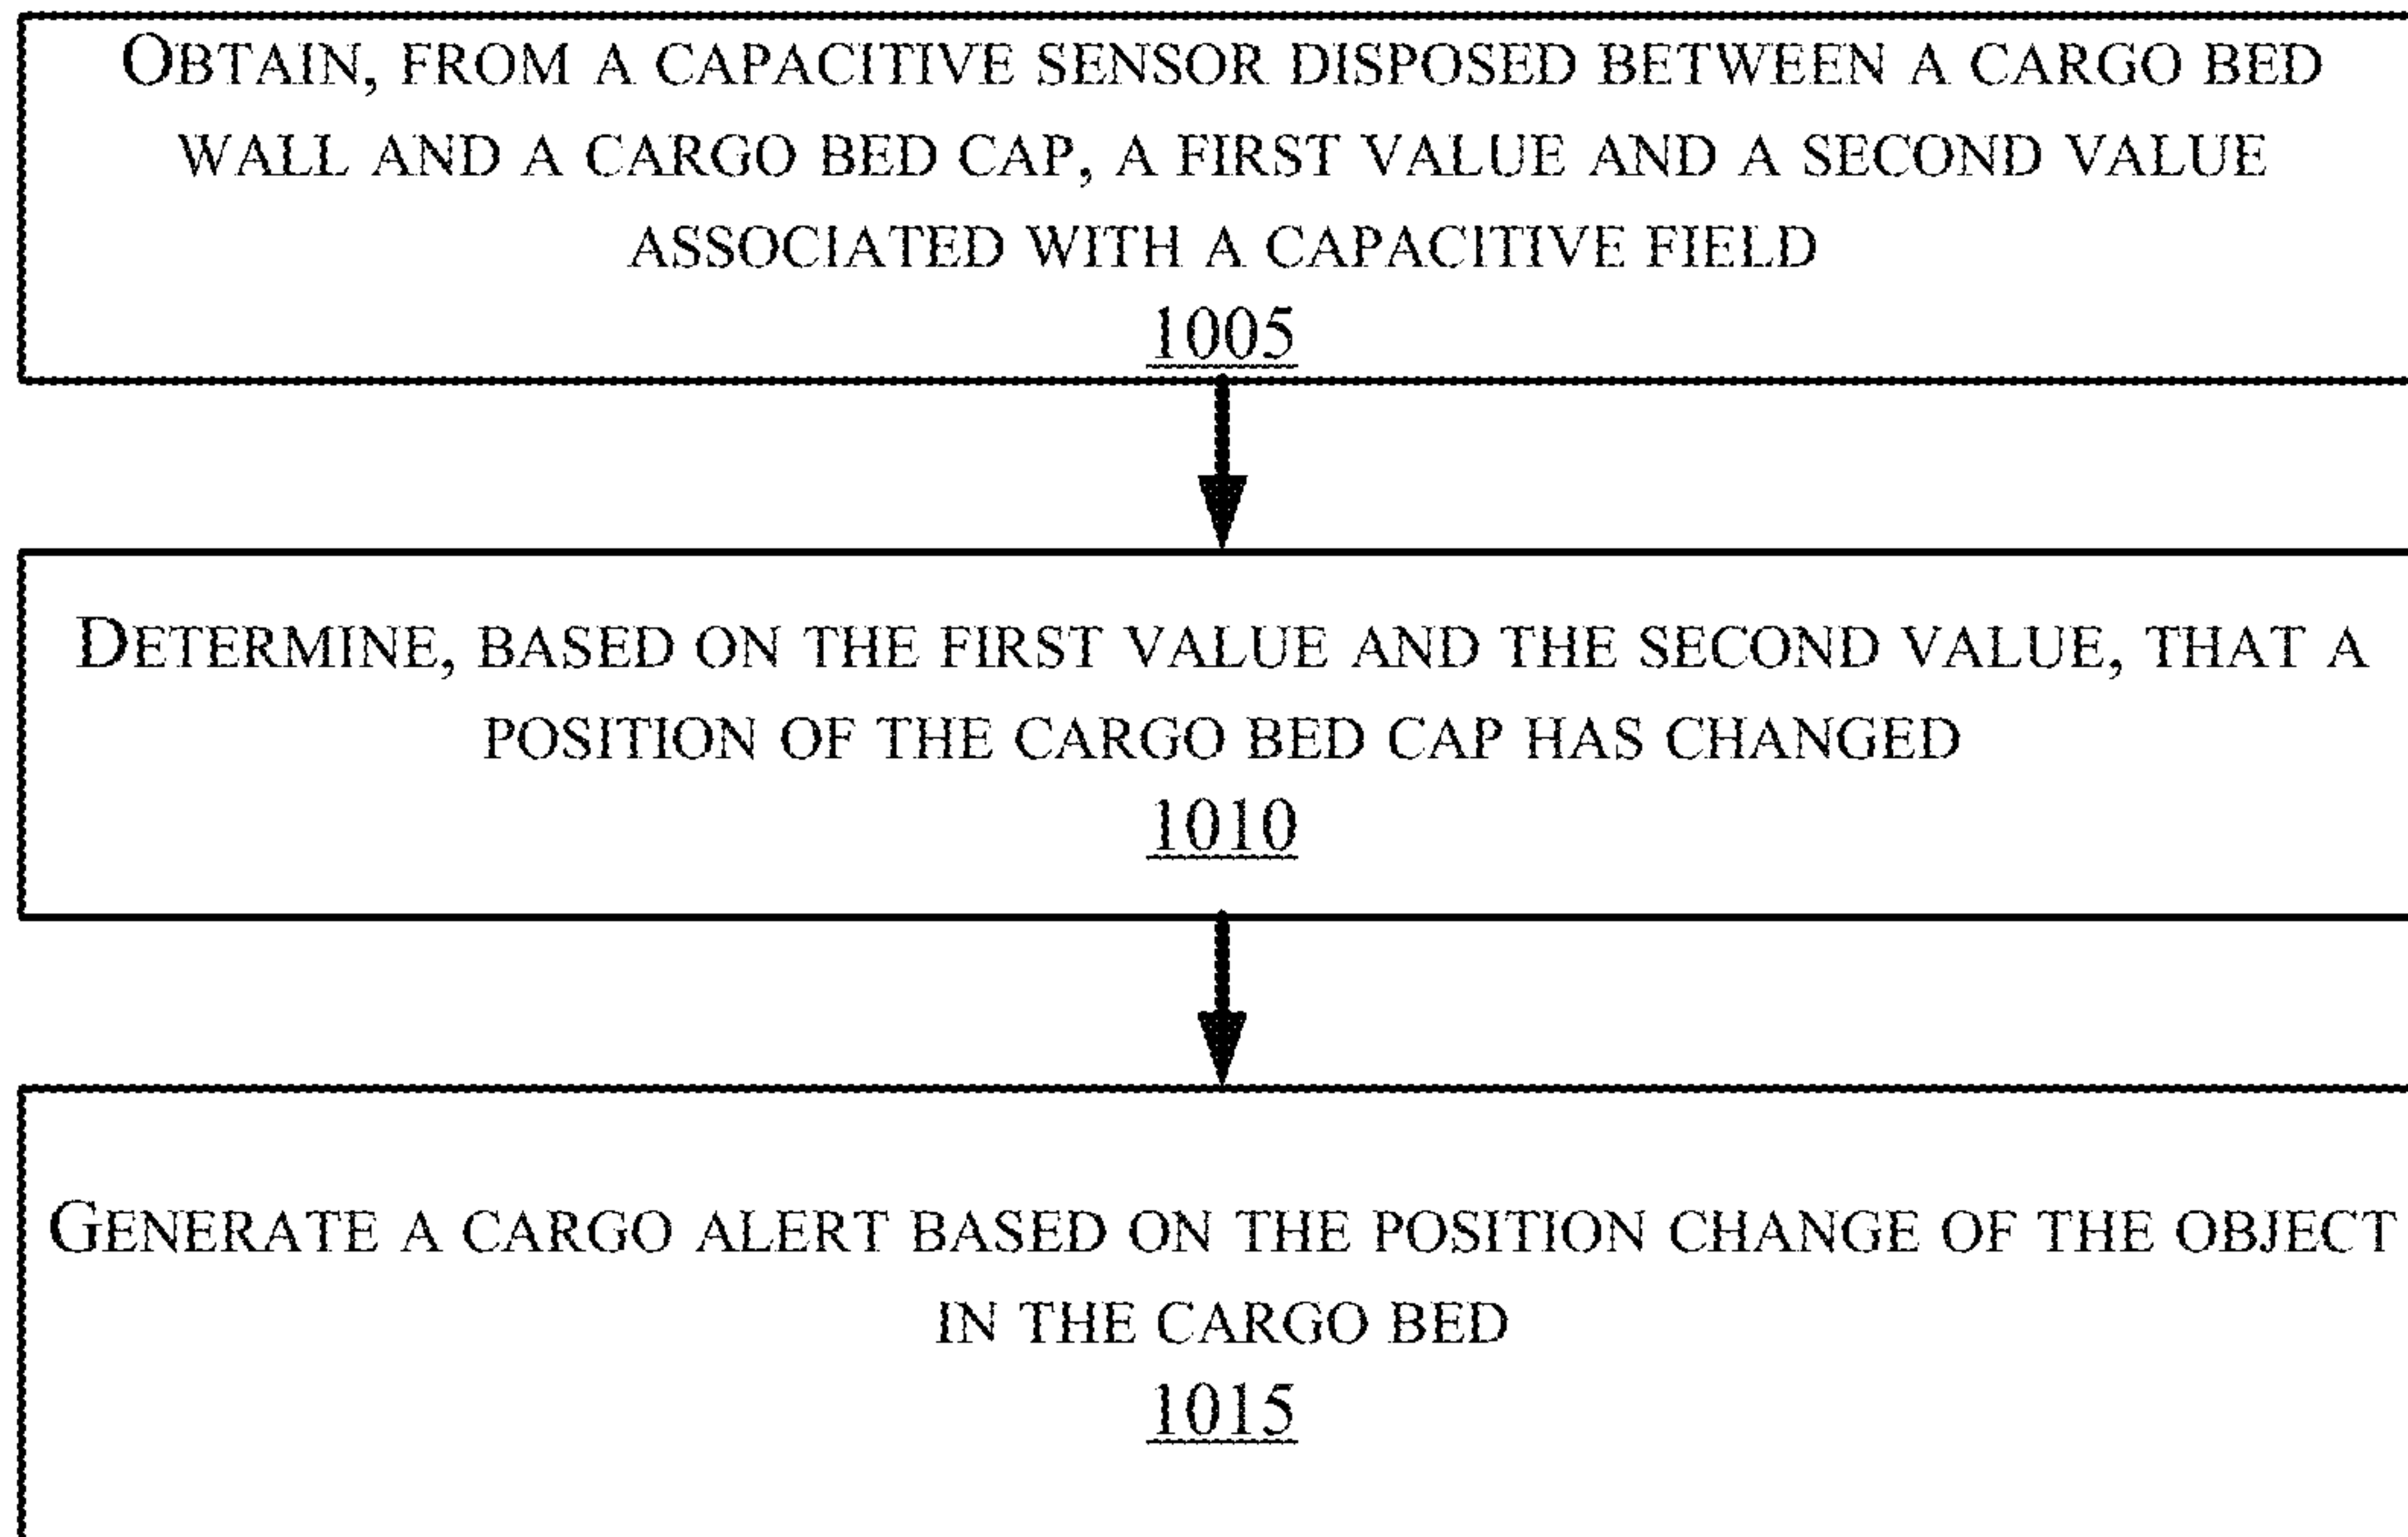 OBTAIN, FROM A CAPACITIVE SENSOR DISPOSED BETWEEN A CARGO BED
WALL AND A CARGO BED CAP, A FIRST VALUE AND A SECOND VALUE
ASSOCIATED WITH A CAPACITIVE FIELD
1005
DETERMINE, BASED ON THE FIRST VALUE AND THE SECOND VALUE, THAT A
POSITION OF THE CARGO BED CAP HAS CHANGED
1010
GENERATE A CARGO ALERT BASED ON THE POSITION CHANGE OF THE OBJECT
IN THE CARGO BED
1015